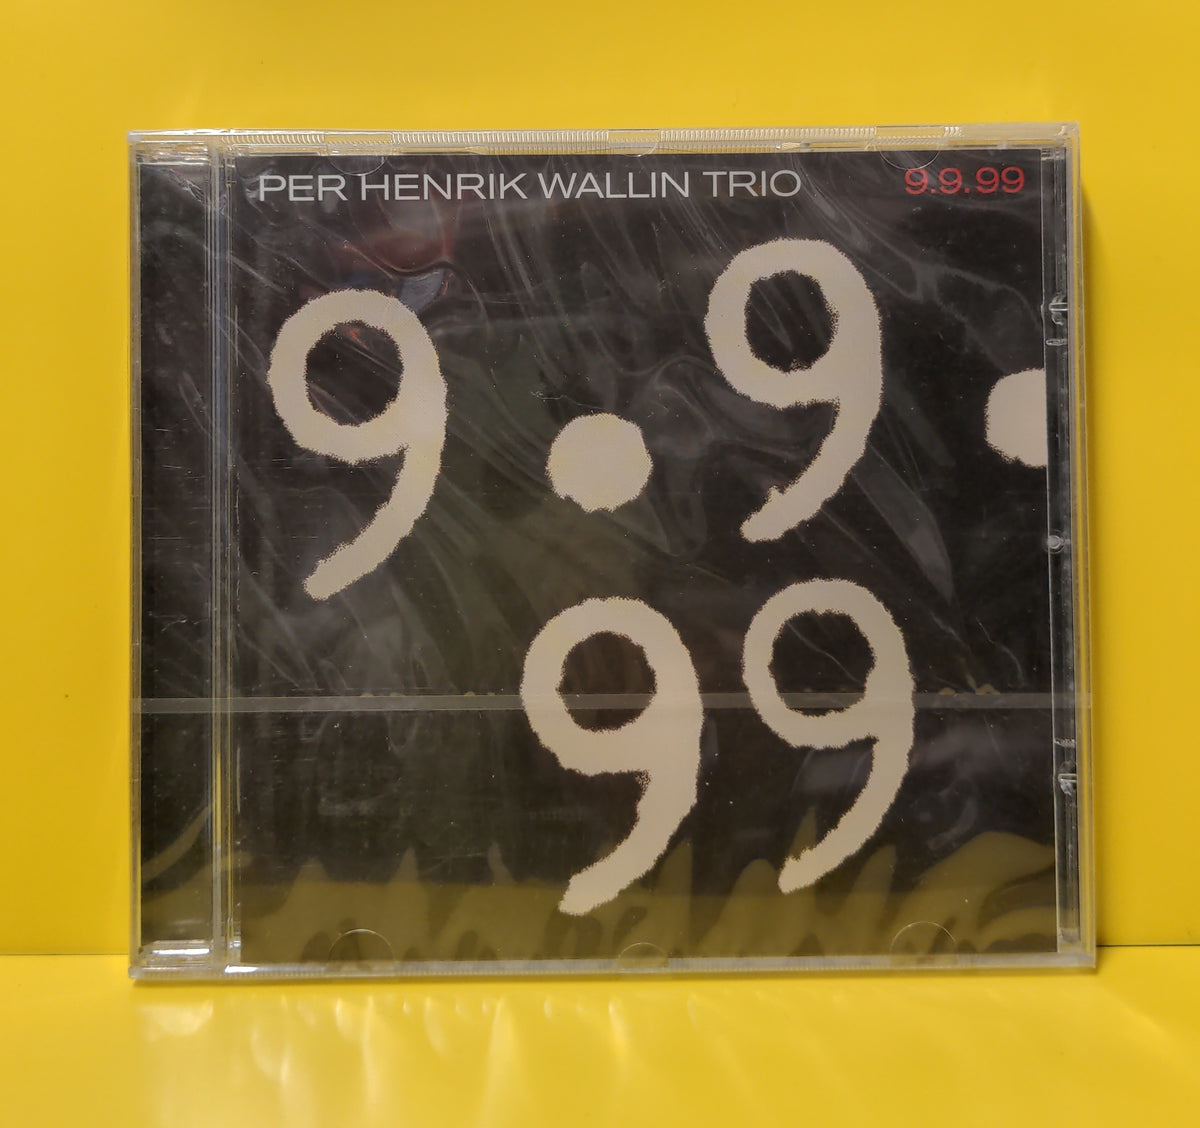 PER HENRIK WALLIN TRIO 9.9.99
9.9.
99